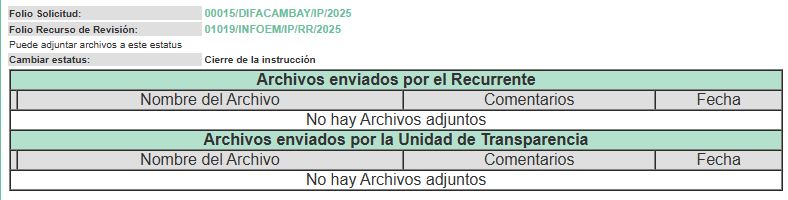 Folio Solicitud: 00015/DIFACAMBAY/IP/2025
Folio Recurso de Revisión: 01019/INFOEM/IP/RR/2025
Puede adjuntar archivos a este estatus
Cambiar estatus: Cierre de la instrucción
Archivos enviados por el Recurrente
Nombre del Archivo Comentarios Fecha
No hay Archivos adjuntos
Archivos enviados por la Unidad de Transparencia
Nombre del Archivo Comentarios Fecha
No hay Archivos adjuntos